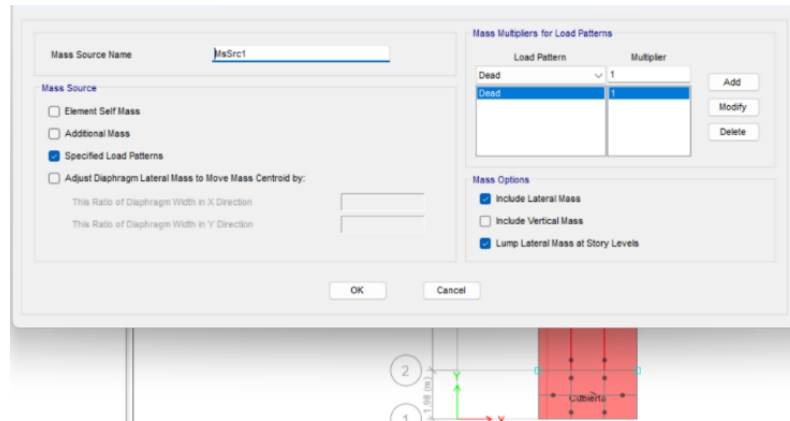 Mass Source Name
MsSrc1
Mass Source
Element Self Mass
Additional Mass
Specified Load Patterns
Adjust Diaphragm Lateral Mass to Move Mass Centroid by:
This Ratio of Diaphragm Width in X Direction
This Ratio of Diaphragm Width in Y Direction
Mass Multipliers for Load Patterns
Load Pattern Multiplier
Dead 1
Dead 1
Add
Modify
Delete
Mass Options
Include Lateral Mass
Include Vertical Mass
Lump Lateral Mass at Story Levels
OK Cancel
2
1.98 (m)
Y
Cubierta
1
X